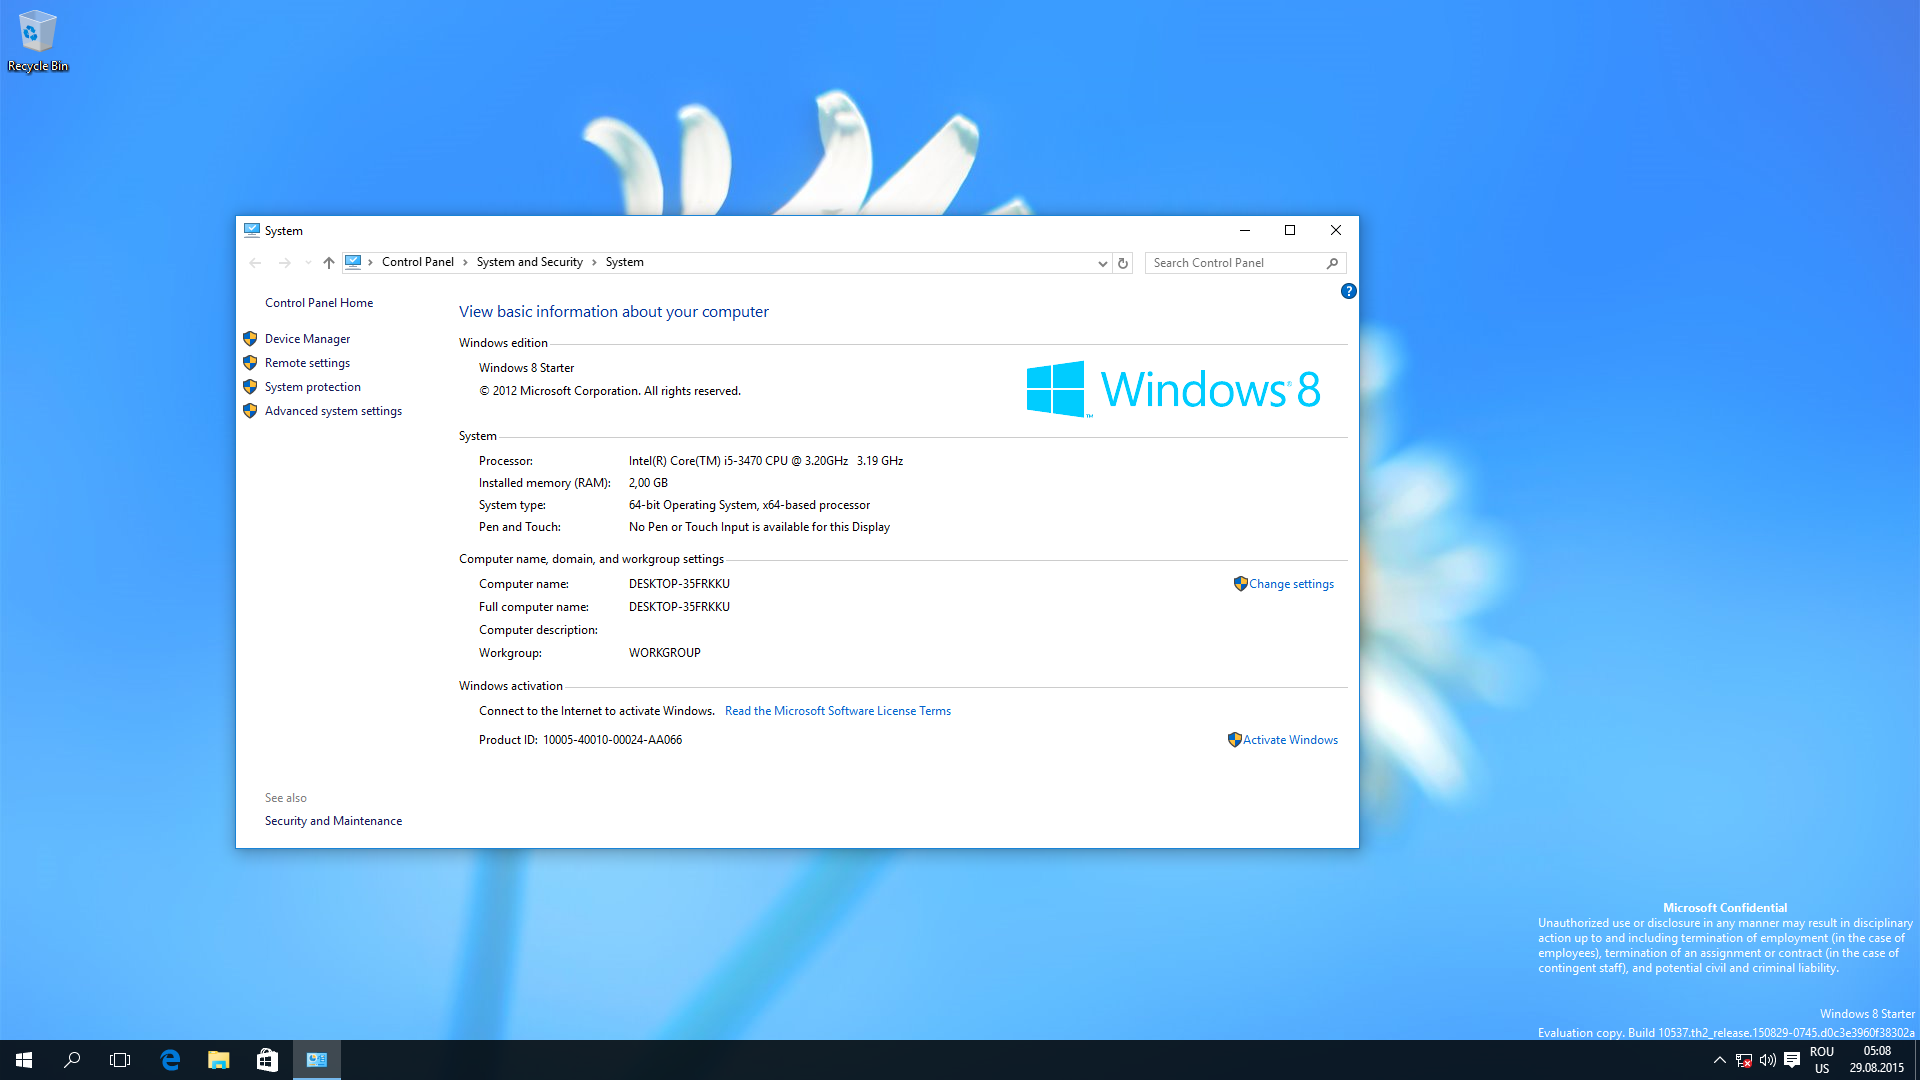 Recycle Bin
System
Control Panel
System and Security
System
Search Control Panel
?
Control Panel Home
Device Manager
Remote settings
System protection
Advanced system settings
View basic information about your computer
Windows edition
Windows 8 Starter
© 2012 Microsoft Corporation. All rights reserved.
Windows® 8
System
Processor: Intel(R) Core(TM) i5-3470 CPU @ 3.20GHz 3.19 GHz
Installed memory (RAM): 2,00 GB
System type: 64-bit Operating System, x64-based processor
Pen and Touch: No Pen or Touch Input is available for this Display
Computer name, domain, and workgroup settings
Computer name: DESKTOP-35FRKKU
Change settings
Full computer name: DESKTOP-35FRKKU
Computer description:
Workgroup: WORKGROUP
Windows activation
Connect to the Internet to activate Windows. Read the Microsoft Software License Terms
Product ID: 10005-40010-00024-AA066
Activate Windows
See also
Security and Maintenance
Microsoft Confidential
Unauthorized use or disclosure in any manner may result in disciplinary
action up to and including termination of employment (in the case of
employees), termination of an assignment or contract (in the case of
contingent staff), and potential civil and criminal liability.
Windows 8 Starter
Evaluation copy. Build 10537.th2_release.150829-0745.d0c3e3960f38302a
ROU
US
05:08
29.08.2015